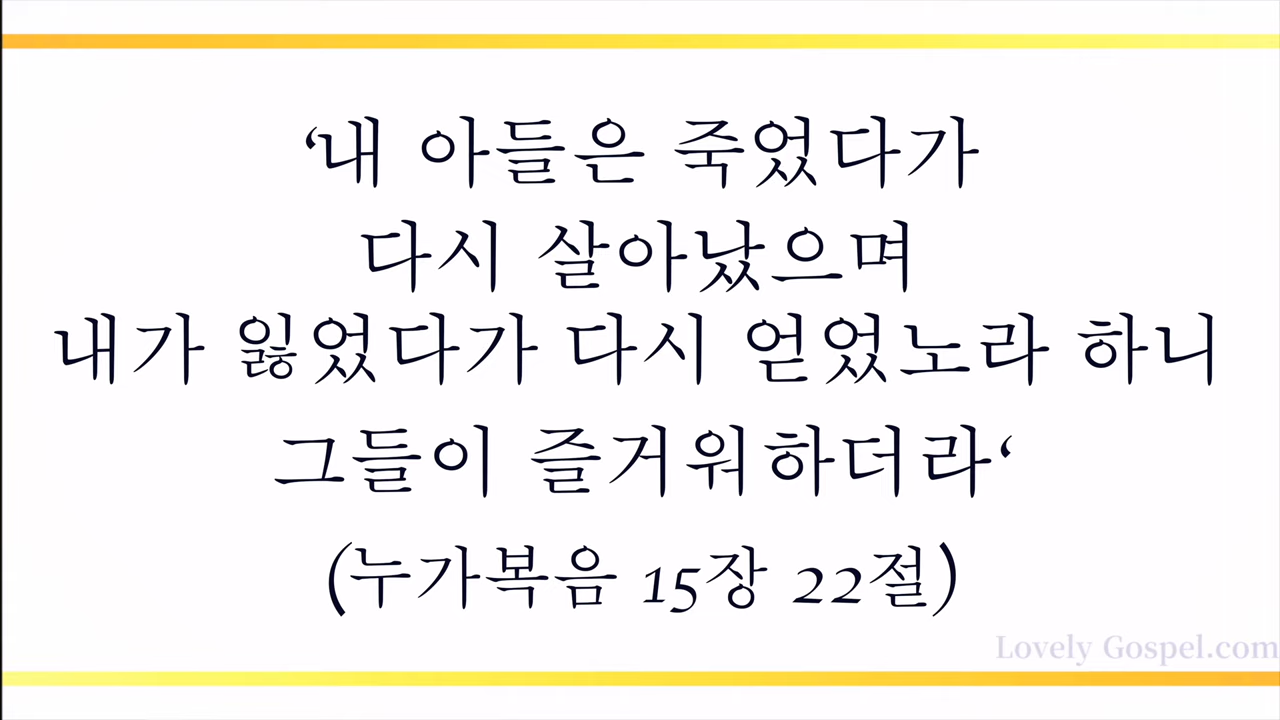 ‘내 아들은 죽었다가
다시 살아났으며
내가 잃었다가 다시 얻었노라 하니
그들이 즐거워하더라‘
(누가복음 15장 22절)
Lovely Gospel.com